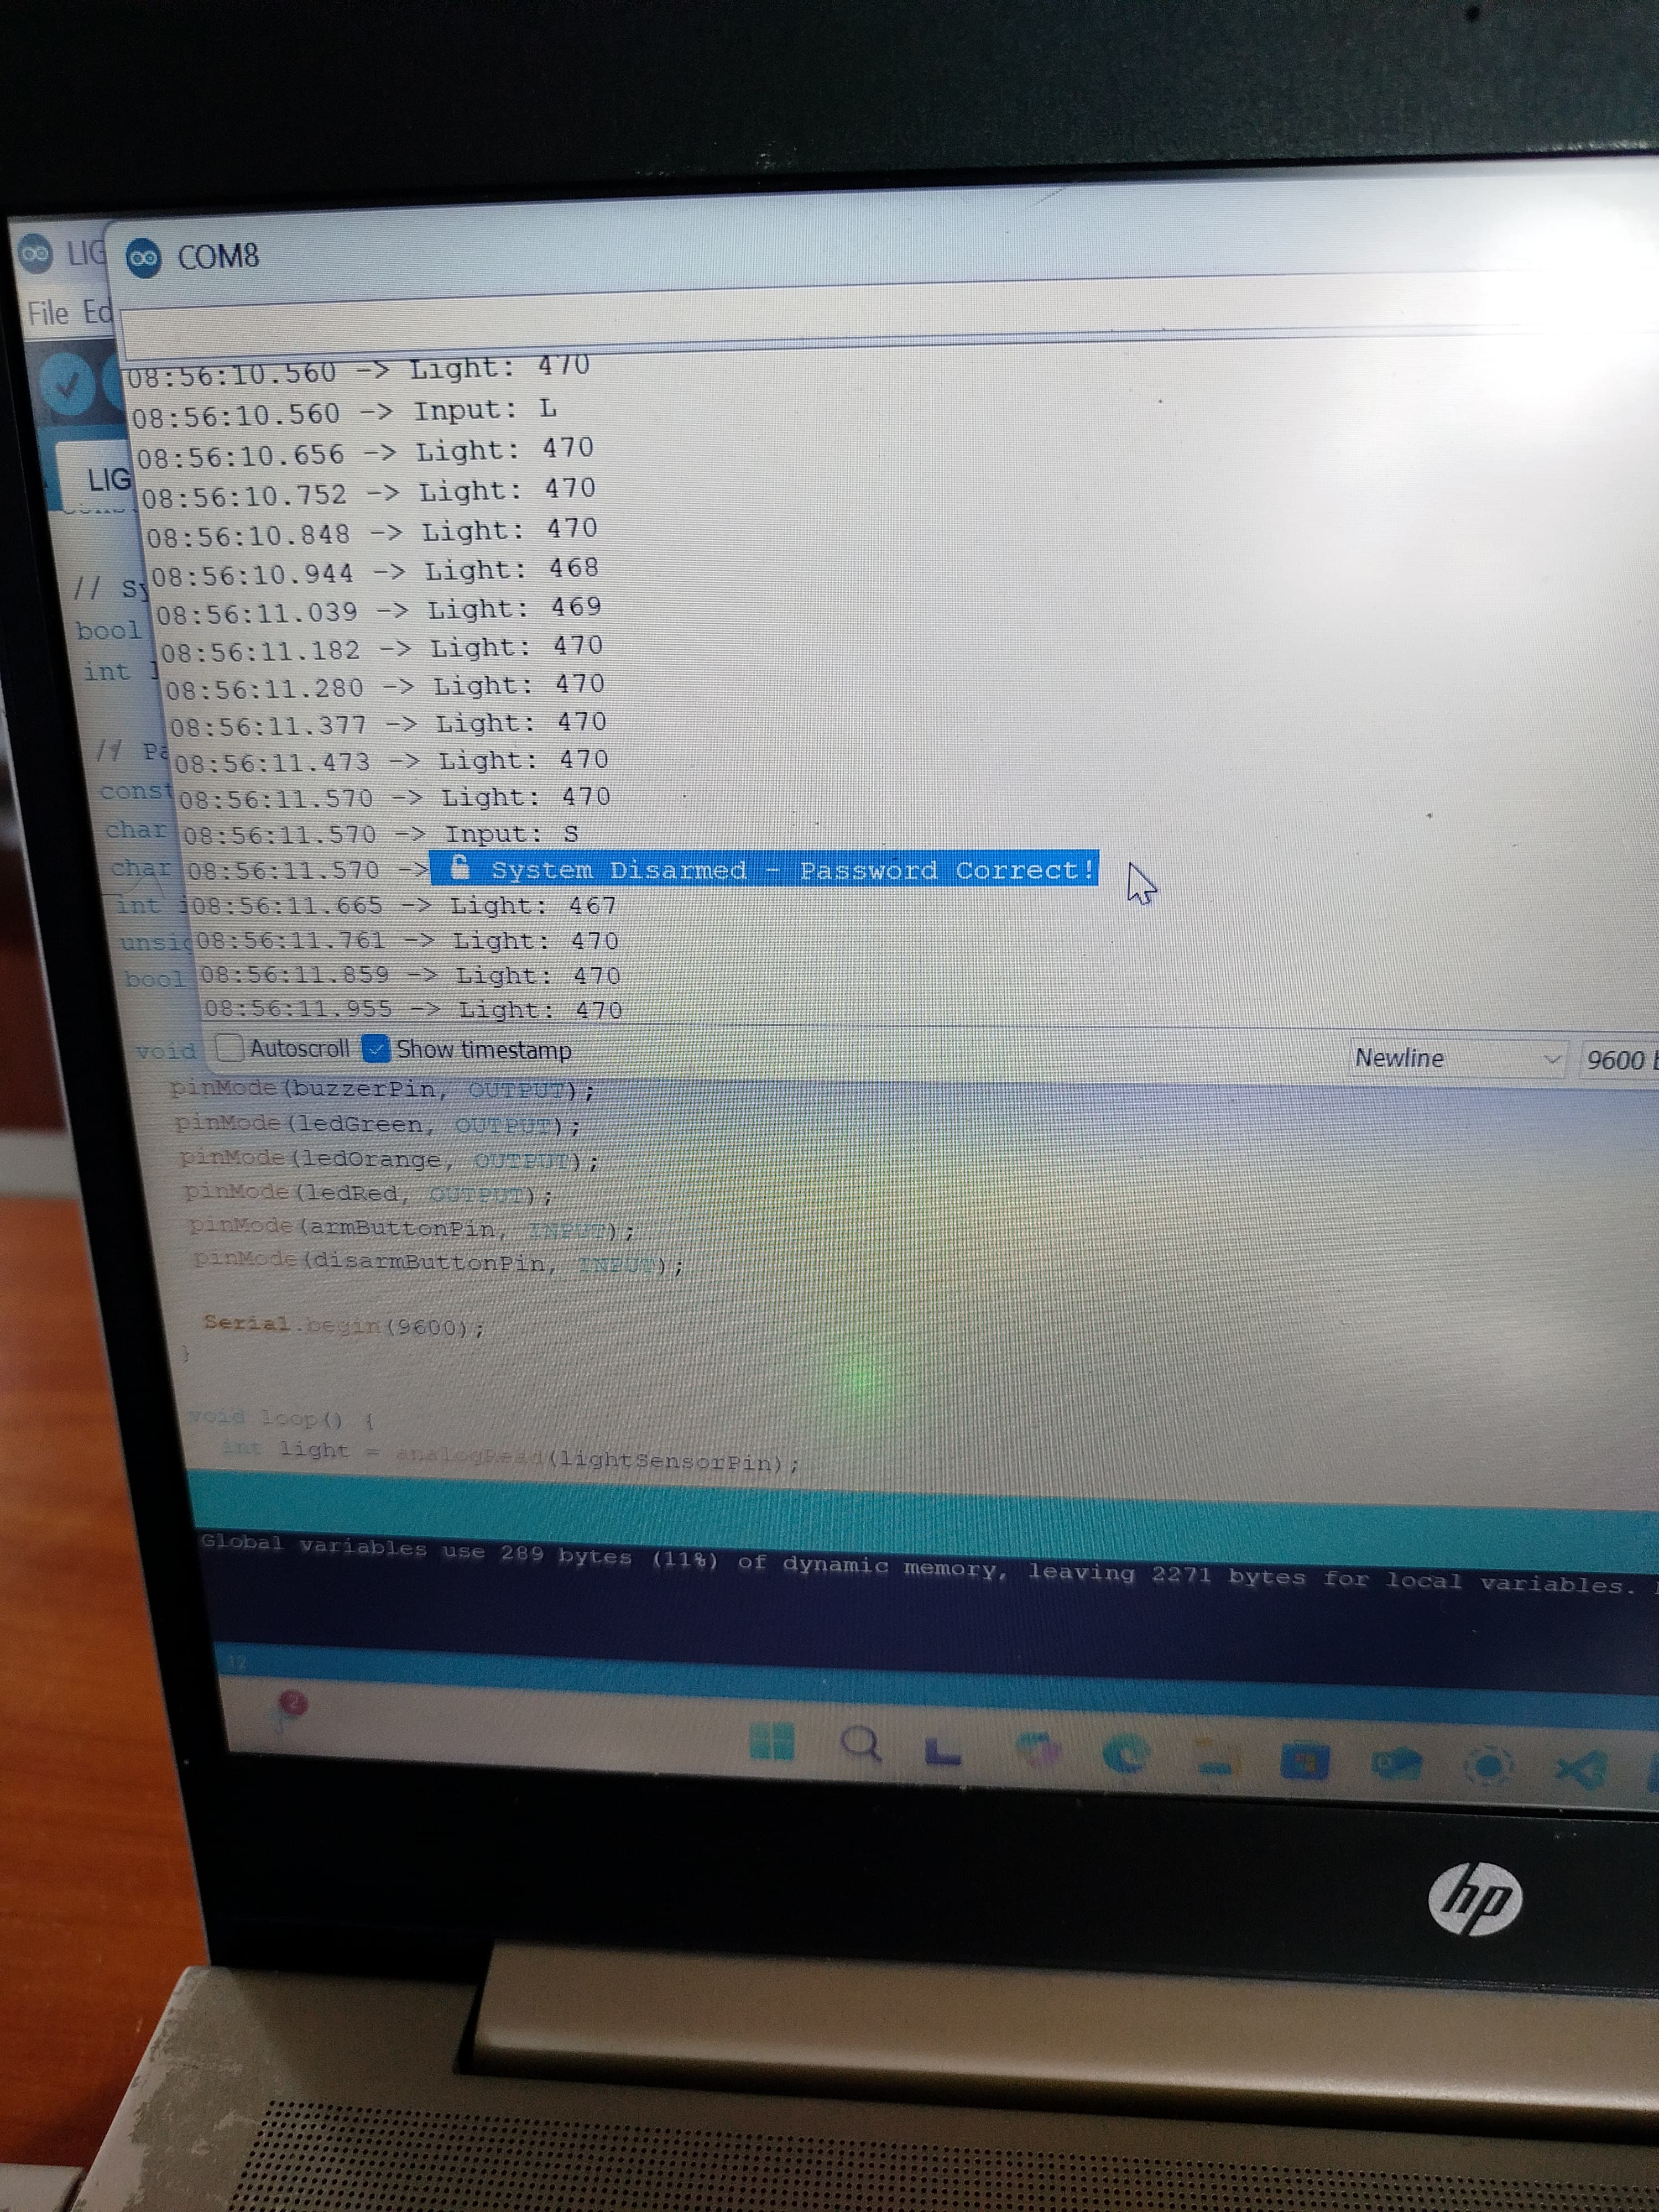 LIG
COM8
File Ed
08:56:10.560 -> Light: 470
08:56:10.560 -> Input: L
08:56:10.656 -> Light: 470
LIG
08:56:10.752 -> Light: 470
08:56:10.848 -> Light: 470
// Sy
08:56:10.944 -> Light: 468
bool
08:56:11.039 -> Light: 469
int
08:56:11.182 -> Light: 470
08:56:11.280 -> Light: 470
08:56:11.377 -> Light: 470
// Pa
08:56:11.473 -> Light: 470
const
08:56:11.570 -> Light: 470
char
08:56:11.570 -> Input: S
char
08:56:11.570 -> 🔓 System Disarmed - Password Correct!
int i
08:56:11.665 -> Light: 467
unsig
08:56:11.761 -> Light: 470
bool
08:56:11.859 -> Light: 470
08:56:11.955 -> Light: 470
void
Autoscroll Show timestamp Newline 9600 b
pinMode(buzzerPin, OUTPUT);
pinMode(ledGreen, OUTPUT);
pinMode(ledOrange, OUTPUT);
pinMode(ledRed, OUTPUT);
pinMode(armButtonPin, INPUT);
pinMode(disarmButtonPin, INPUT);
Serial.begin(9600);
}
void loop() {
int light = analogRead(lightSensorPin);
Global variables use 289 bytes (11%) of dynamic memory, leaving 2271 bytes for local variables.
12
2
hp